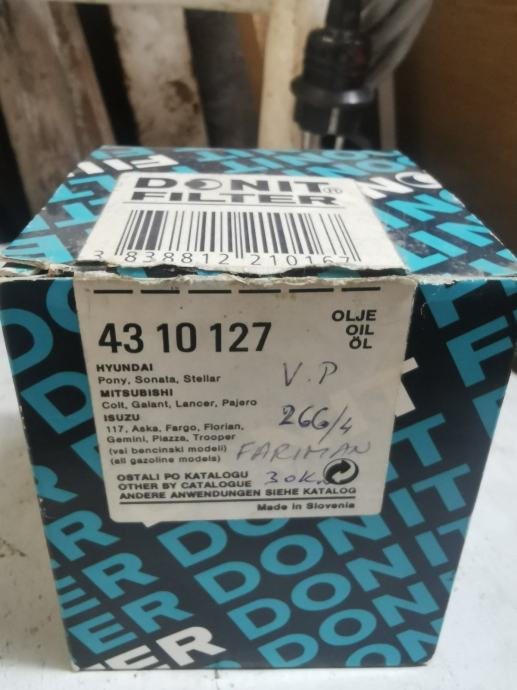 DONIT®
FILTER
3 838812 210167
43 10 127
OLJE
OIL
ÖL
HYUNDAI
Pony, Sonata, Stellar
MITSUBISHI
Colt, Galant, Lancer, Pajero
ISUZU
117, Aska, Fargo, Florian,
Gemini, Piazza, Trooper
(vsi bencinski modeli)
(all gasoline models)
V.P
266/4
FARIMAN
30K.
OSTALI PO KATALOGU
OTHER BY CATALOGUE
ANDERE ANWENDUNGEN SIEHE KATALOG
Made in Slovenia